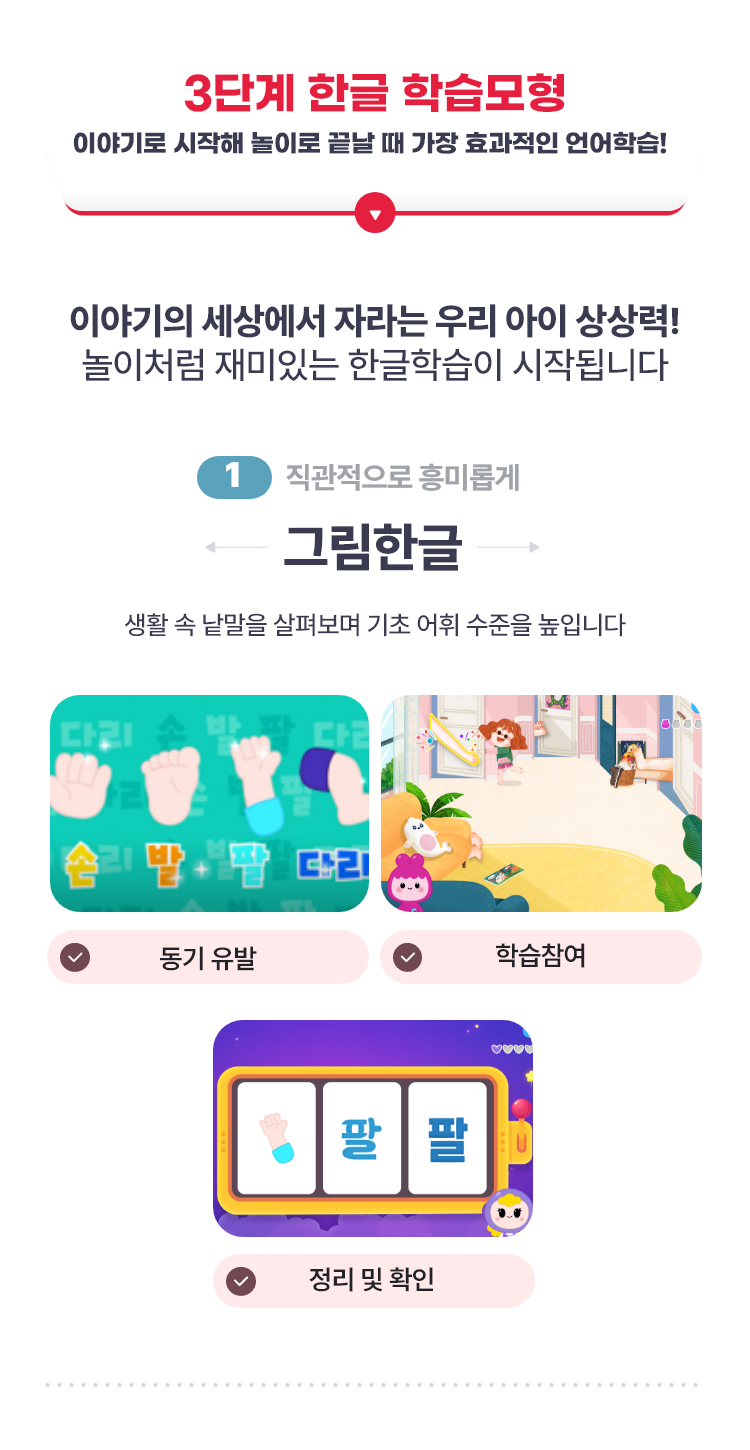 3단계 한글 학습모형
이야기로 시작해 놀이로 끝날 때 가장 효과적인 언어학습!
이야기의 세상에서 자라는 우리 아이 상상력!
놀이처럼 재미있는 한글학습이 시작됩니다
1 직관적으로 흥미롭게
그림한글
생활 속 낱말을 살펴보며 기초 어휘 수준을 높입니다
다리 손 발 팔 다리
손 발 팔 다리
동기 유발
학습참여
팔 팔
정리 및 확인